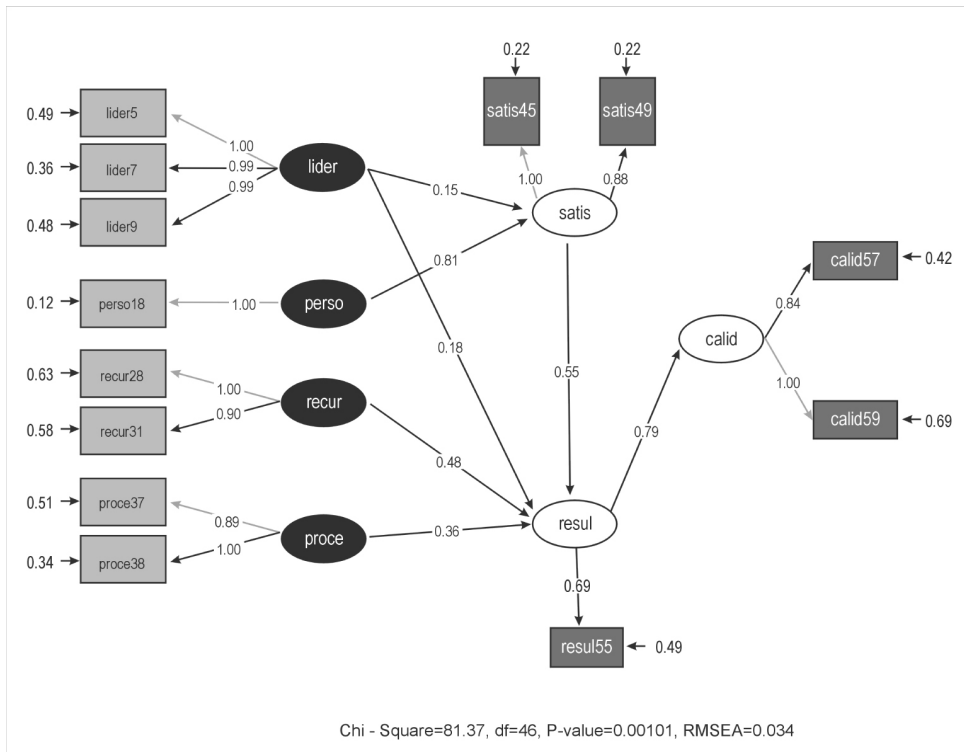 0.22
0.22
satis45
satis49
0.49
lider5
1.00
0.36
lider7
0.99
lider
0.99
0.48
lider9
0.15
1.00
0.88
satis
0.81
0.12
perso18
1.00
perso
calid57
0.42
0.84
calid
0.18
0.55
0.63
recur28
1.00
recur
0.90
0.58
recur31
1.00
calid59
0.69
0.79
0.48
0.51
proce37
0.89
proce
0.36
resul
1.00
0.34
proce38
0.69
resul55
0.49
Chi - Square=81.37, df=46, P-value=0.00101, RMSEA=0.034